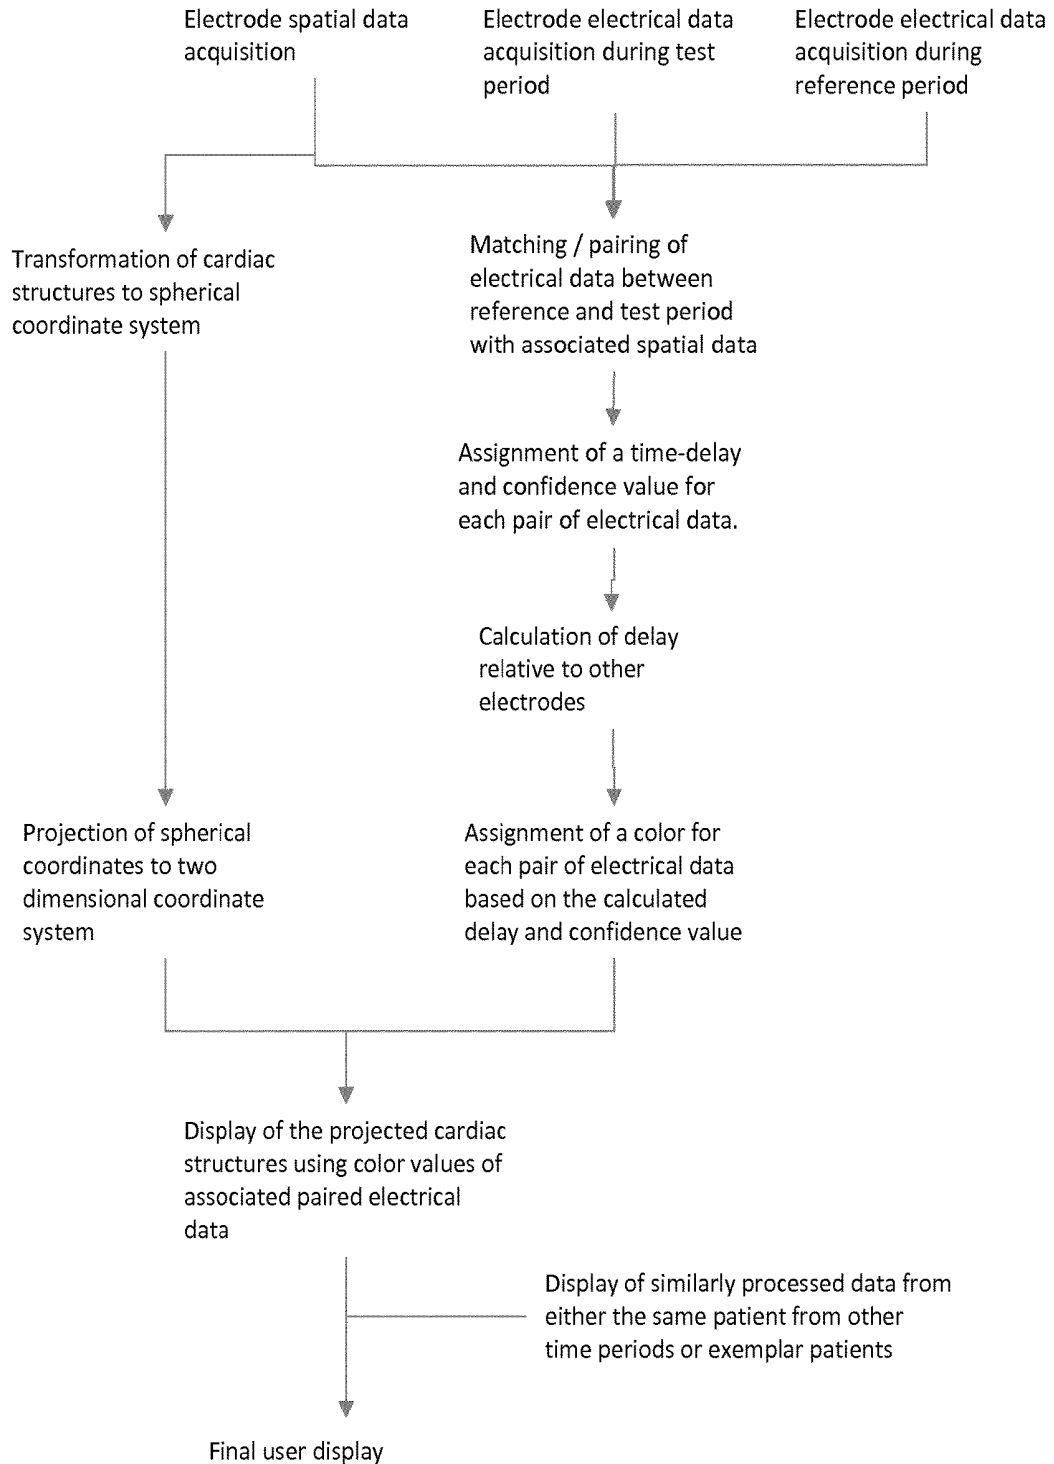 Electrode spatial data
acquisition
Electrode electrical data
acquisition during test
period
Electrode electrical data
acquisition during
reference period
Transformation of cardiac
structures to spherical
coordinate system
Matching / pairing of
electrical data between
reference and test period
with associated spatial data
Assignment of a time-delay
and confidence value for
each pair of electrical data.
Calculation of delay
relative to other
electrodes
Projection of spherical
coordinates to two
dimensional coordinate
system
Assignment of a color for
each pair of electrical data
based on the calculated
delay and confidence value
Display of the projected cardiac
structures using color values of
associated paired electrical
data
Display of similarly processed data from
either the same patient from other
time periods or exemplar patients
Final user display